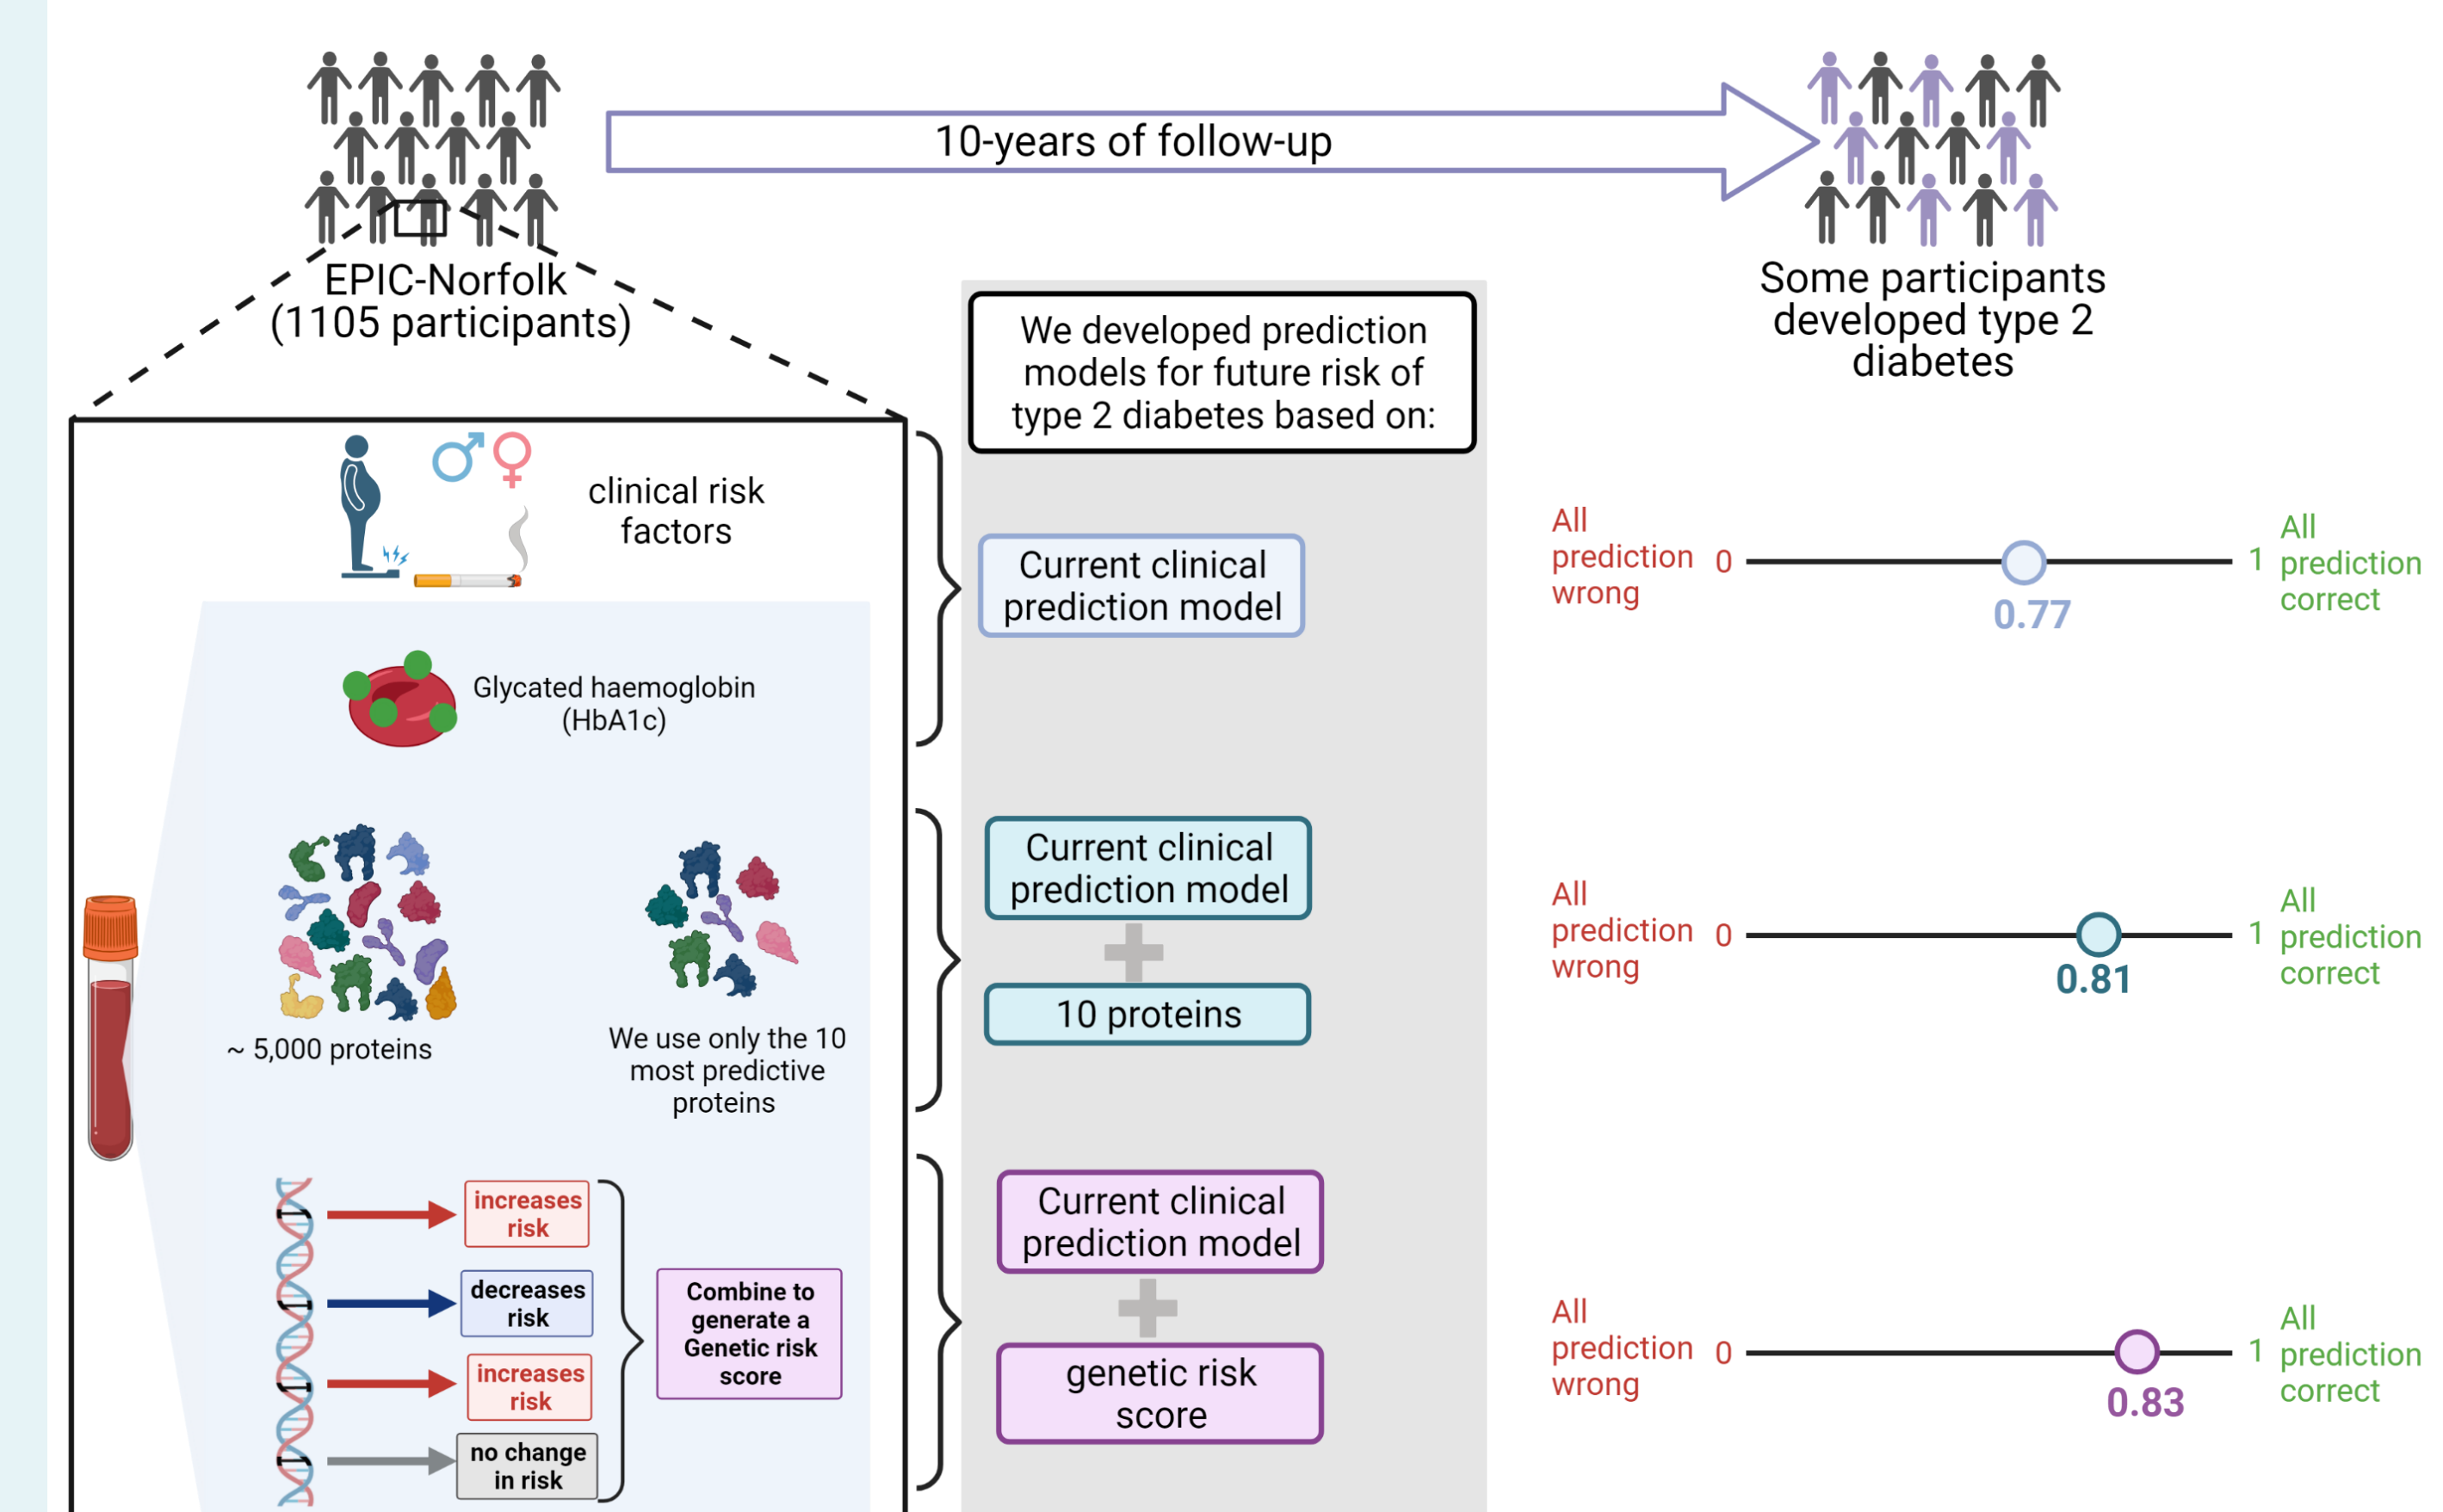 10-years of follow-up
EPIC-Norfolk
(1105 participants)
Some participants
developed type 2
diabetes
We developed prediction
models for future risk of
type 2 diabetes based on:
clinical risk
factors
Glycated haemoglobin
(HbA1c)
Current clinical
prediction model
All
prediction
wrong
0
0.77
1
All
prediction
correct
~ 5,000 proteins
We use only the 10
most predictive
proteins
Current clinical
prediction model
10 proteins
All
prediction
wrong
0
0.81
1
All
prediction
correct
increases
risk
decreases
risk
increases
risk
no change
in risk
Combine to
generate a
Genetic risk
score
Current clinical
prediction model
genetic risk
score
All
prediction
wrong
0
0.83
1
All
prediction
correct